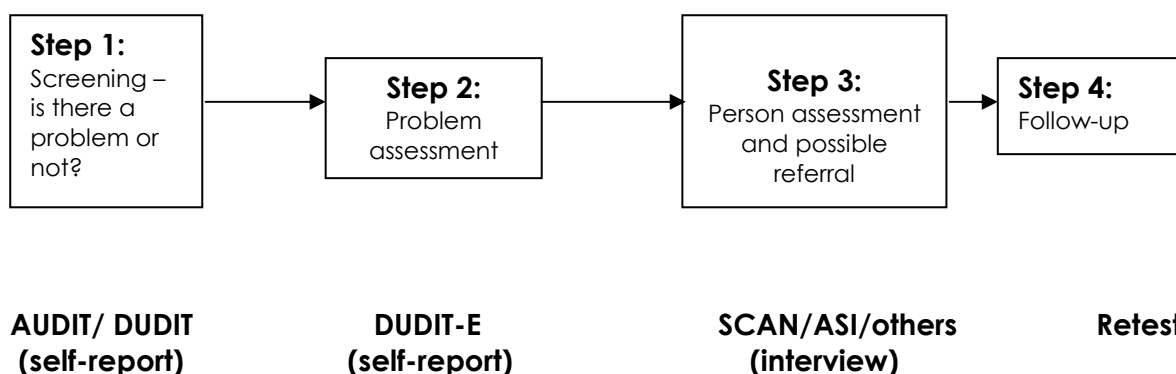 Step 1:
Screening –
is there a
problem or
not?
Step 2:
Problem
assessment
Step 3:
Person assessment
and possible
referral
Step 4:
Follow-up
AUDIT/ DUDIT
(self-report)
DUDIT-E
(self-report)
SCAN/ASI/others
(interview)
Retest